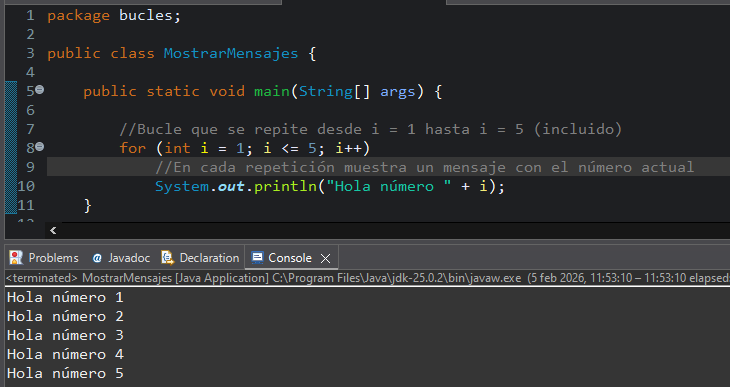 1 package bucles;
2
3 public class MostrarMensajes {
4
5 public static void main(String[] args) {
6
7 //Bucle que se repite desde i = 1 hasta i = 5 (incluido)
8 for (int i = 1; i <= 5; i++)
9 //En cada repetición muestra un mensaje con el número actual
10 System.out.println("Hola número " + i);
11 }
Problems @ Javadoc Declaration Console
<terminated> MostrarMensajes [Java Application] C:\Program Files\Java\jdk-25.0.2\bin\javaw.exe (5 feb 2026, 11:53:10 – 11:53:10 elapsed:
Hola número 1
Hola número 2
Hola número 3
Hola número 4
Hola número 5